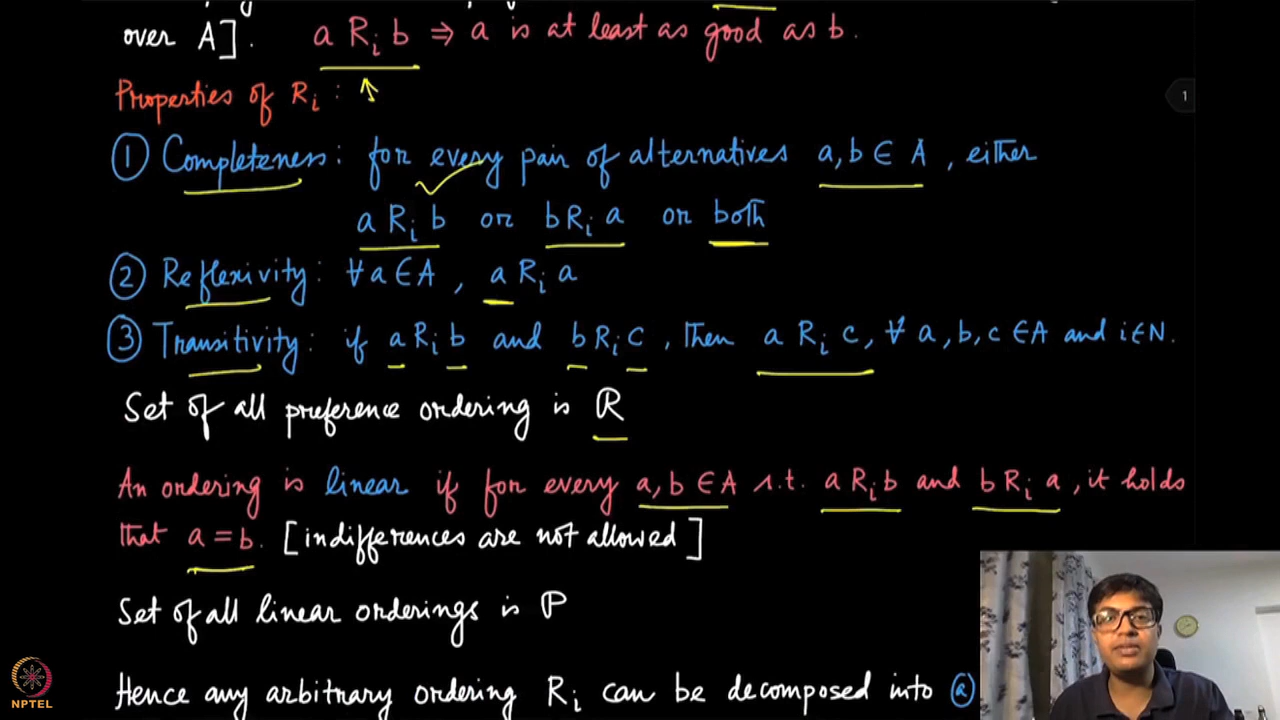 over A]. a Rᵢ b ⇒ a is at least as good as b.
Properties of Rᵢ :
1
① Completeness: for every pair of alternatives a, b ∈ A, either
a Rᵢ b or b Rᵢ a or both
② Reflexivity: ∀ a ∈ A, a Rᵢ a
③ Transitivity: if a Rᵢ b and b Rᵢ c, then a Rᵢ c, ∀ a, b, c ∈ A and i ∈ N.
Set of all preference ordering is ℝ
An ordering is linear if for every a, b ∈ A s.t. a Rᵢ b and b Rᵢ a, it holds
that a = b. [indifferences are not allowed]
Set of all linear orderings is ℙ
Hence any arbitrary ordering Rᵢ can be decomposed into ⓐ
NPTEL